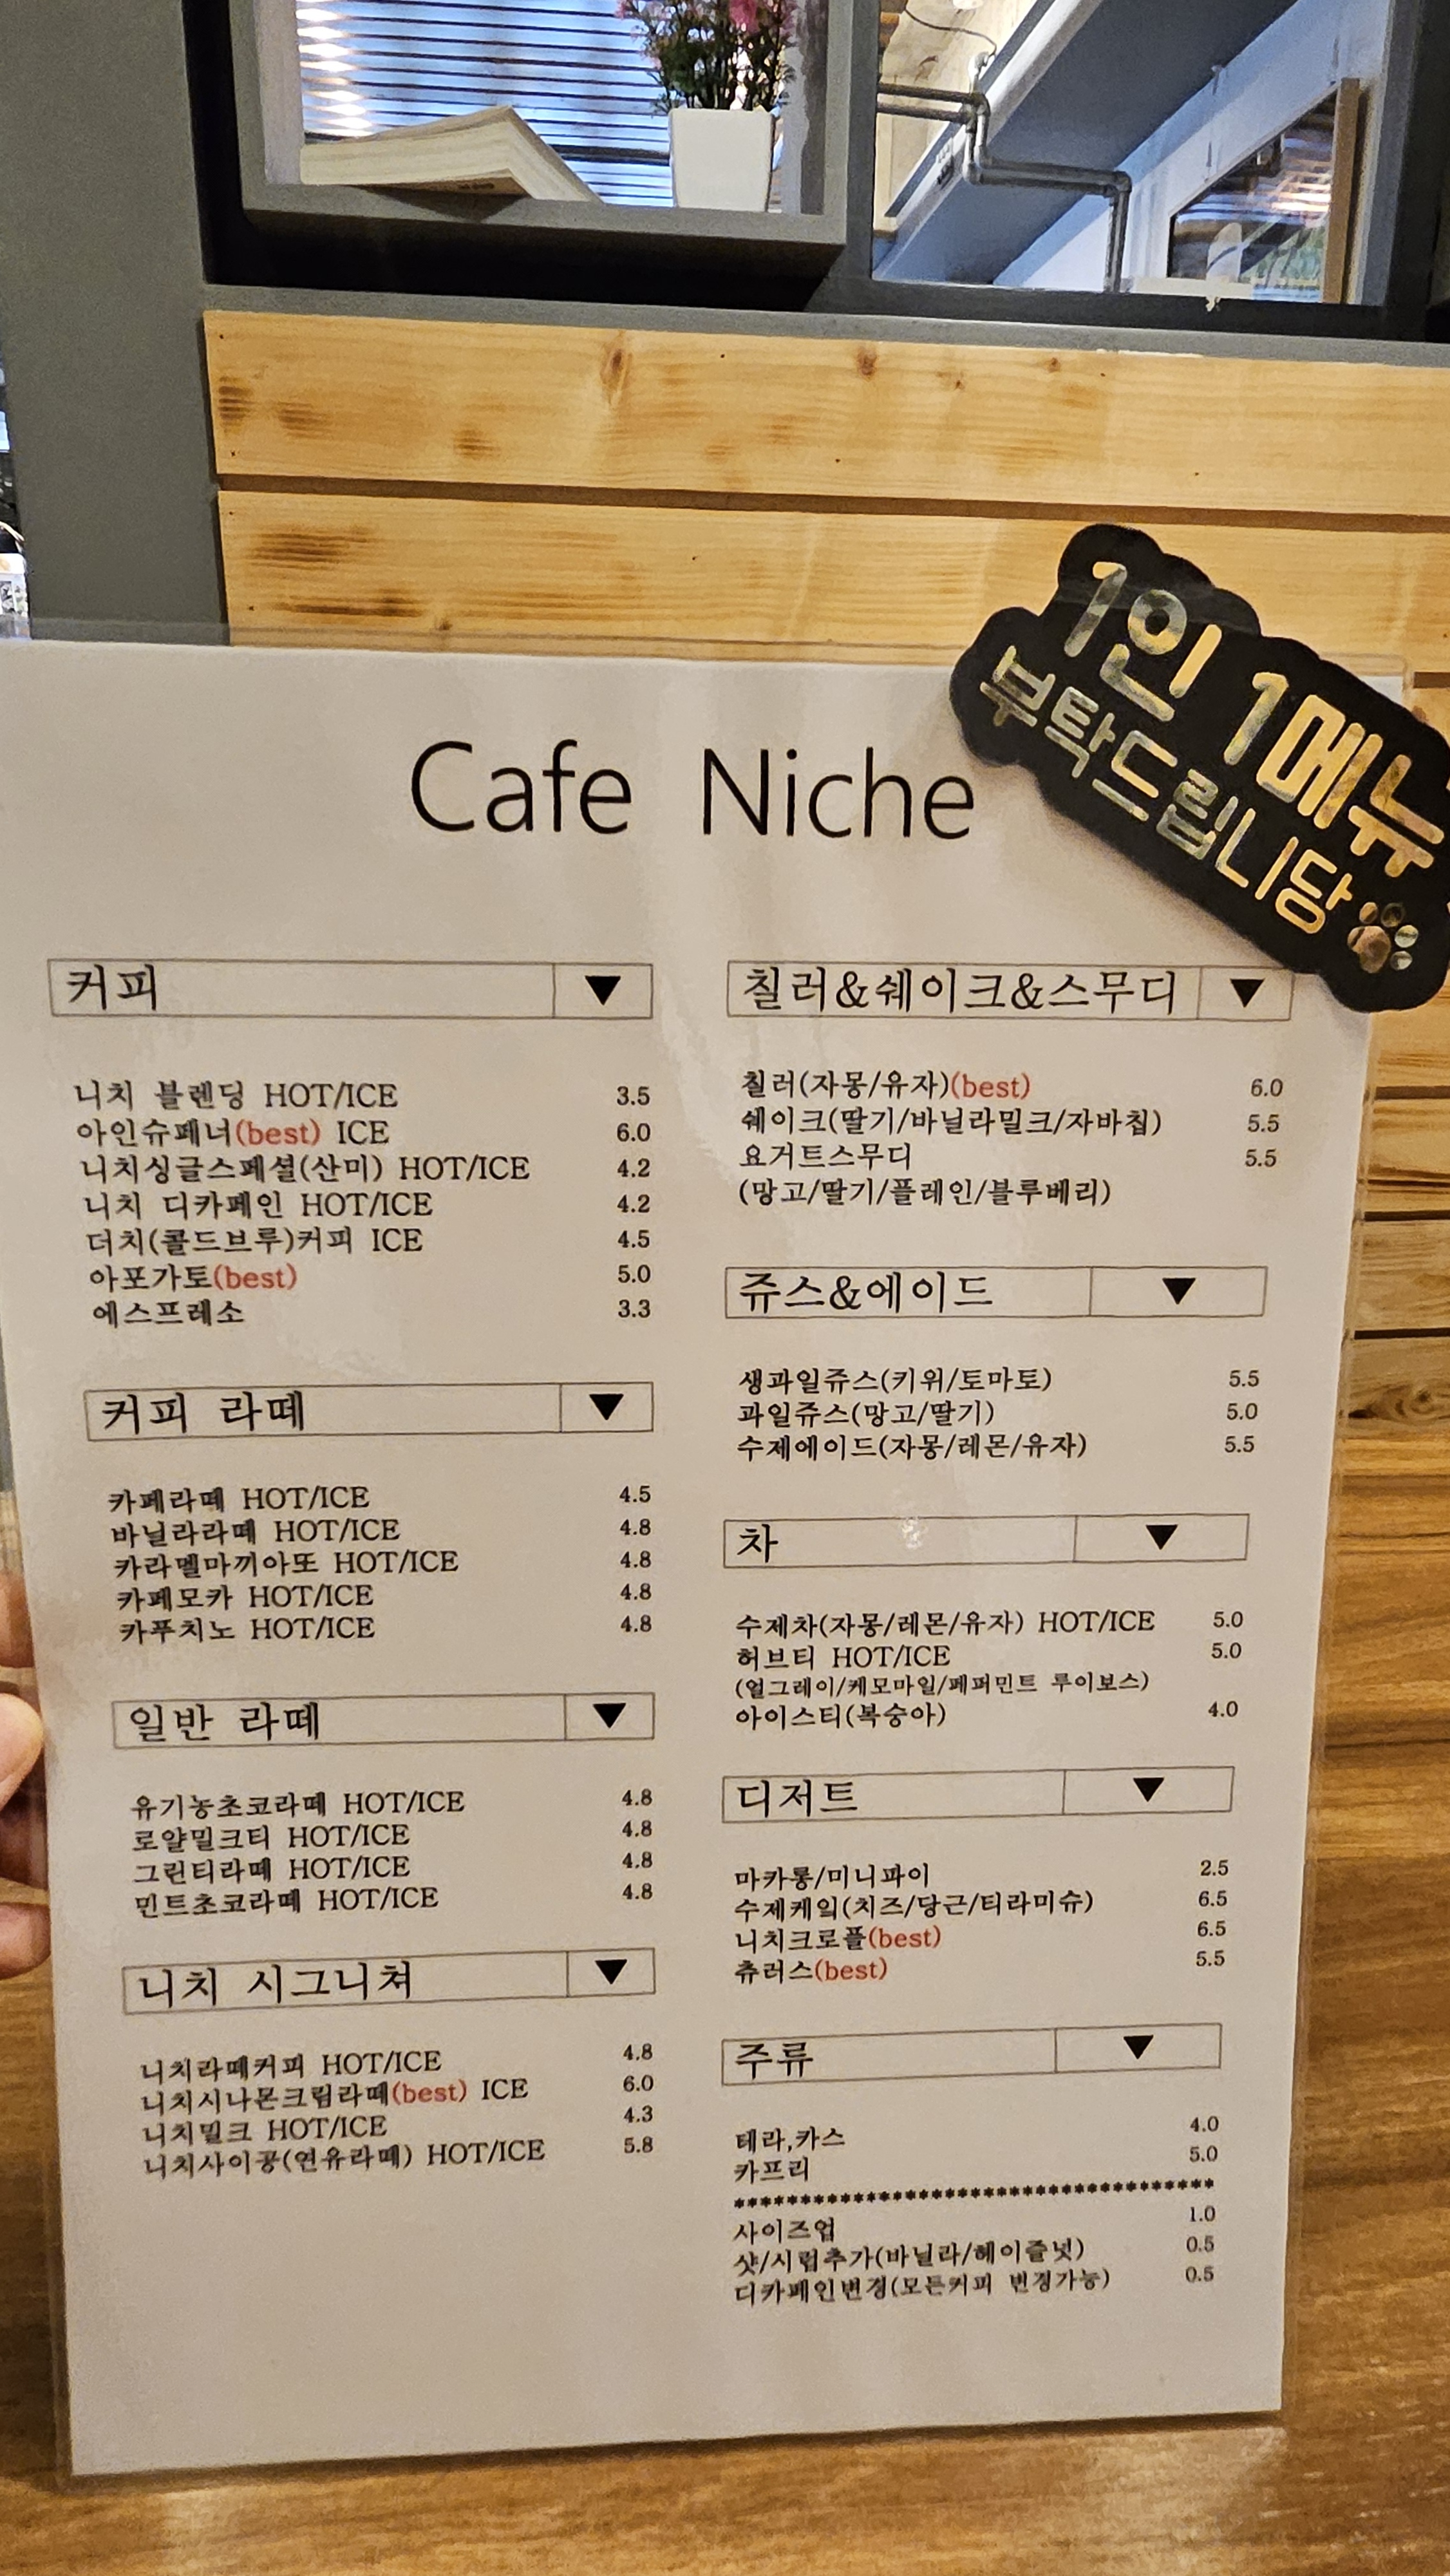 1인 1메뉴
부탁드립니당
Cafe Niche
커피 ▼
니치 블렌딩 HOT/ICE 3.5
아인슈페너(best) ICE 6.0
니치싱글스페셜(산미) HOT/ICE 4.2
니치 디카페인 HOT/ICE 4.2
더치(콜드브루)커피 ICE 4.5
아포가토(best) 5.0
에스프레소 3.3
커피 라떼 ▼
카페라떼 HOT/ICE 4.5
바닐라라떼 HOT/ICE 4.8
카라멜마끼아또 HOT/ICE 4.8
카페모카 HOT/ICE 4.8
카푸치노 HOT/ICE 4.8
일반 라떼 ▼
유기농초코라떼 HOT/ICE 4.8
로얄밀크티 HOT/ICE 4.8
그린티라떼 HOT/ICE 4.8
민트초코라떼 HOT/ICE 4.8
니치 시그니쳐 ▼
니치라떼커피 HOT/ICE 4.8
니치시나몬크림라떼(best) ICE 6.0
니치밀크 HOT/ICE 4.3
니치사이공(연유라떼) HOT/ICE 5.8
칠러&쉐이크&스무디 ▼
칠러(자몽/유자)(best) 6.0
쉐이크(딸기/바닐라밀크/자바칩) 5.5
요거트스무디 5.5
(망고/딸기/플레인/블루베리)
쥬스&에이드 ▼
생과일쥬스(키위/토마토) 5.5
과일쥬스(망고/딸기) 5.0
수제에이드(자몽/레몬/유자) 5.5
차 ▼
수제차(자몽/레몬/유자) HOT/ICE 5.0
허브티 HOT/ICE 5.0
(얼그레이/케모마일/페퍼민트 루이보스)
아이스티(복숭아) 4.0
디저트 ▼
마카롱/미니파이 2.5
수제케잌(치즈/당근/티라미슈) 6.5
니치크로플(best) 6.5
츄러스(best) 5.5
주류 ▼
테라,카스 4.0
카프리 5.0
*************************************
사이즈업 1.0
샷/시럽추가(바닐라/헤이즐넛) 0.5
디카페인변경(모든커피 변경가능) 0.5